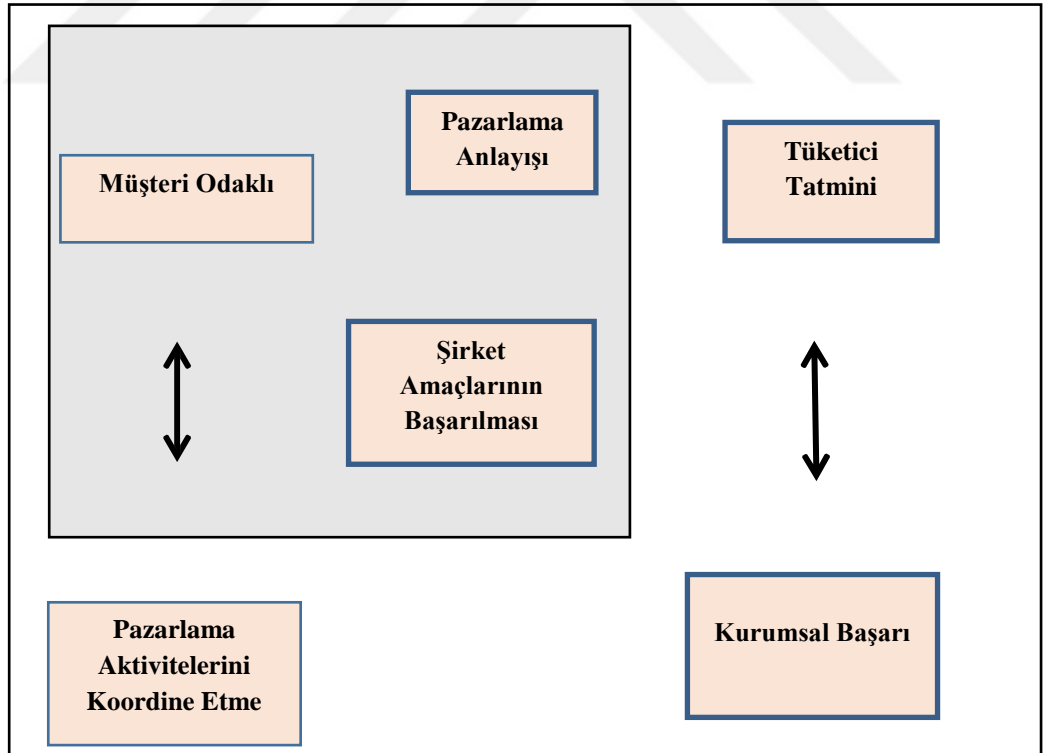 Pazarlama
Anlayışı
Müşteri Odaklı
Tüketici
Tatmini
Şirket
Amaçlarının
Başarılması
Pazarlama
Aktivitelerini
Koordine Etme
Kurumsal Başarı